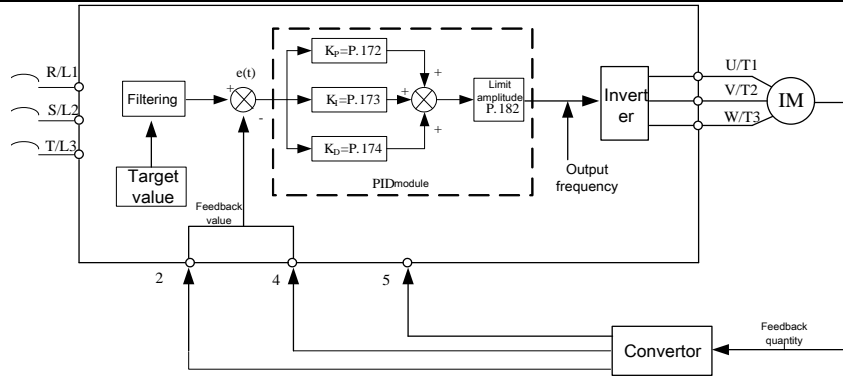 R/L1
S/L2
T/L3
Filtering
Target
value
e(t)
+
-
Feedback
value
KP=P.172
KI=P.173
KD=P.174
+
+
+
PIDmodule
Limit
amplitude
P.182
Output
frequency
Invert
er
U/T1
V/T2
W/T3
IM
2
4
5
Convertor
Feedback
quantity